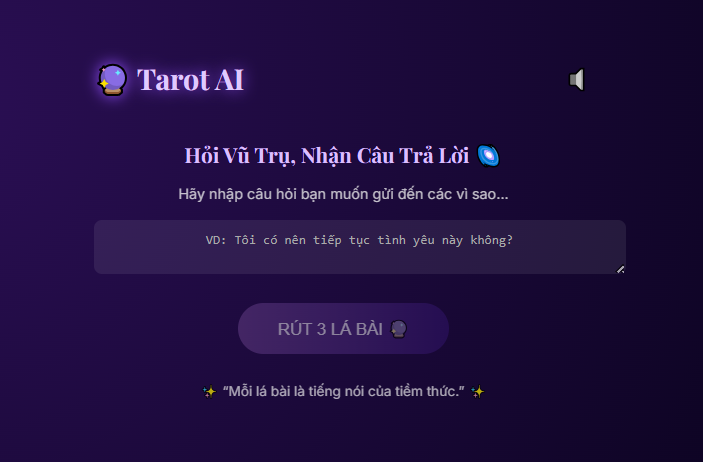 Tarot AI
Hỏi Vũ Trụ, Nhận Câu Trả Lời
Hãy nhập câu hỏi bạn muốn gửi đến các vì sao...
VD: Tôi có nên tiếp tục tình yêu này không?
RÚT 3 LÁ BÀI
“Mỗi lá bài là tiếng nói của tiềm thức.”